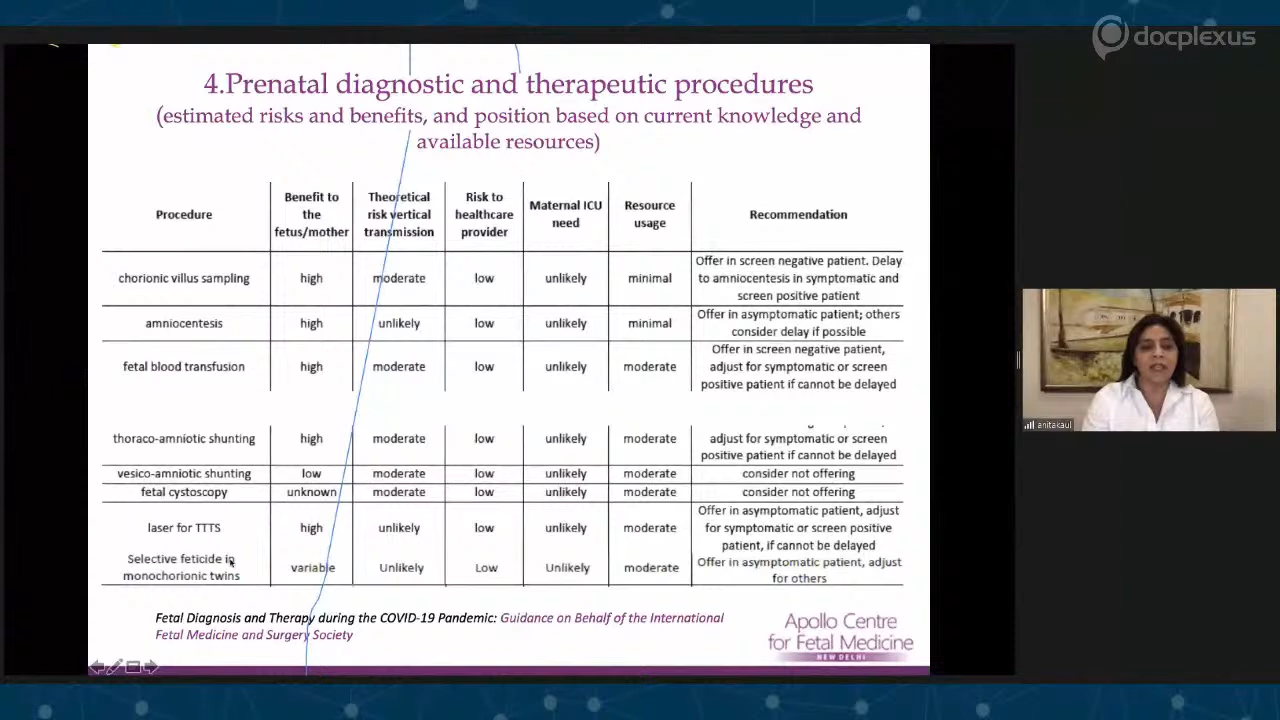 docplexus
4.Prenatal diagnostic and therapeutic procedures
(estimated risks and benefits, and position based on current knowledge and
available resources)
Procedure
Benefit to
the
fetus/mother
Theoretical
risk vertical
transmission
Risk to
healthcare
provider
Maternal ICU
need
Resource
usage
Recommendation
chorionic villus sampling
high
moderate
low
unlikely
minimal
Offer in screen negative patient. Delay
to amniocentesis in symptomatic and
screen positive patient
amniocentesis
high
unlikely
low
unlikely
minimal
Offer in asymptomatic patient; others
consider delay if possible
fetal blood transfusion
high
moderate
low
unlikely
moderate
Offer in screen negative patient,
adjust for symptomatic or screen
positive patient if cannot be delayed
thoraco-amniotic shunting
high
moderate
low
unlikely
moderate
adjust for symptomatic or screen
positive patient if cannot be delayed
vesico-amniotic shunting
low
moderate
low
unlikely
moderate
consider not offering
fetal cystoscopy
unknown
moderate
low
unlikely
moderate
consider not offering
laser for TTTS
high
unlikely
low
unlikely
moderate
Offer in asymptomatic patient, adjust
for symptomatic or screen positive
patient, if cannot be delayed
Selective feticide in
monochorionic twins
variable
Unlikely
Low
Unlikely
moderate
Offer in asymptomatic patient, adjust
for others
Fetal Diagnosis and Therapy during the COVID-19 Pandemic: Guidance on Behalf of the International
Fetal Medicine and Surgery Society
Apollo Centre
for Fetal Medicine
NEW DELHI
anitakaul